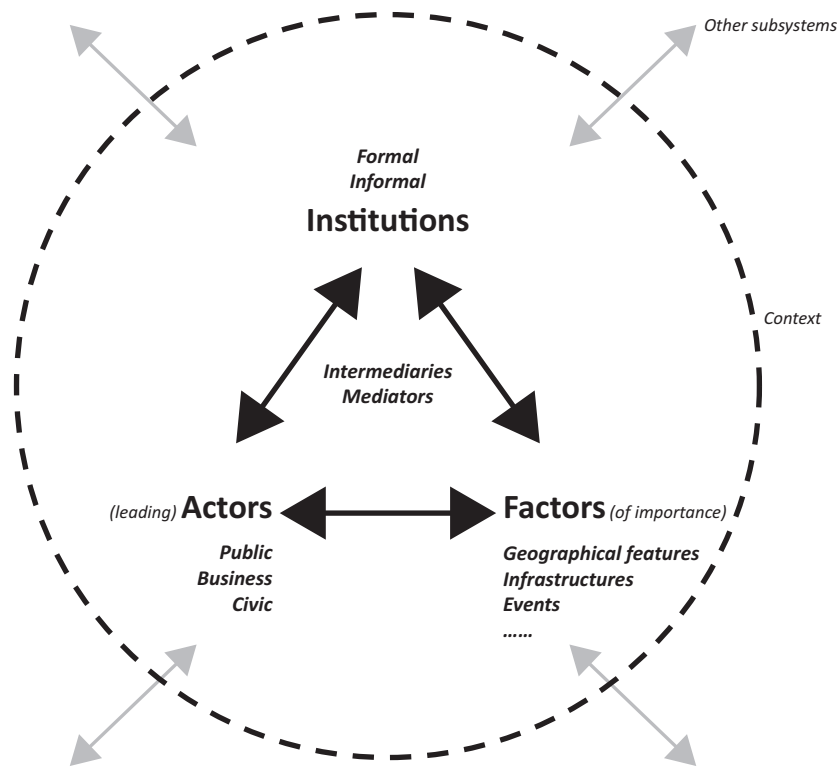 Other subsystems
Formal
Informal
Institutions
Context
Intermediaries
Mediators
(leading) Actors
Factors (of importance)
Public
Business
Civic
Geographical features
Infrastructures
Events
......